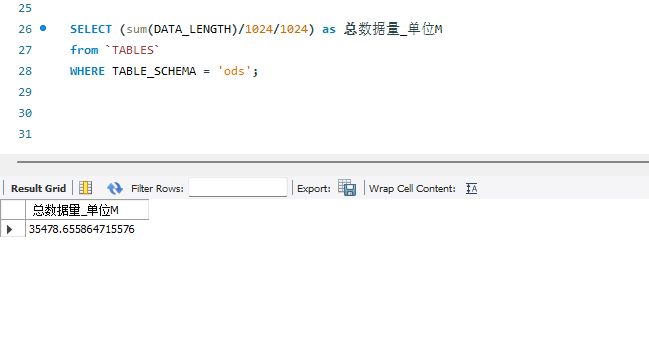 25
26 SELECT (sum(DATA_LENGTH)/1024/1024) as 总数据量_单位M
27 from `TABLES`
28 WHERE TABLE_SCHEMA = 'ods';
29
30
31
Result Grid Filter Rows: Export: Wrap Cell Content: IA
总数据量_单位M
35478.655864715576